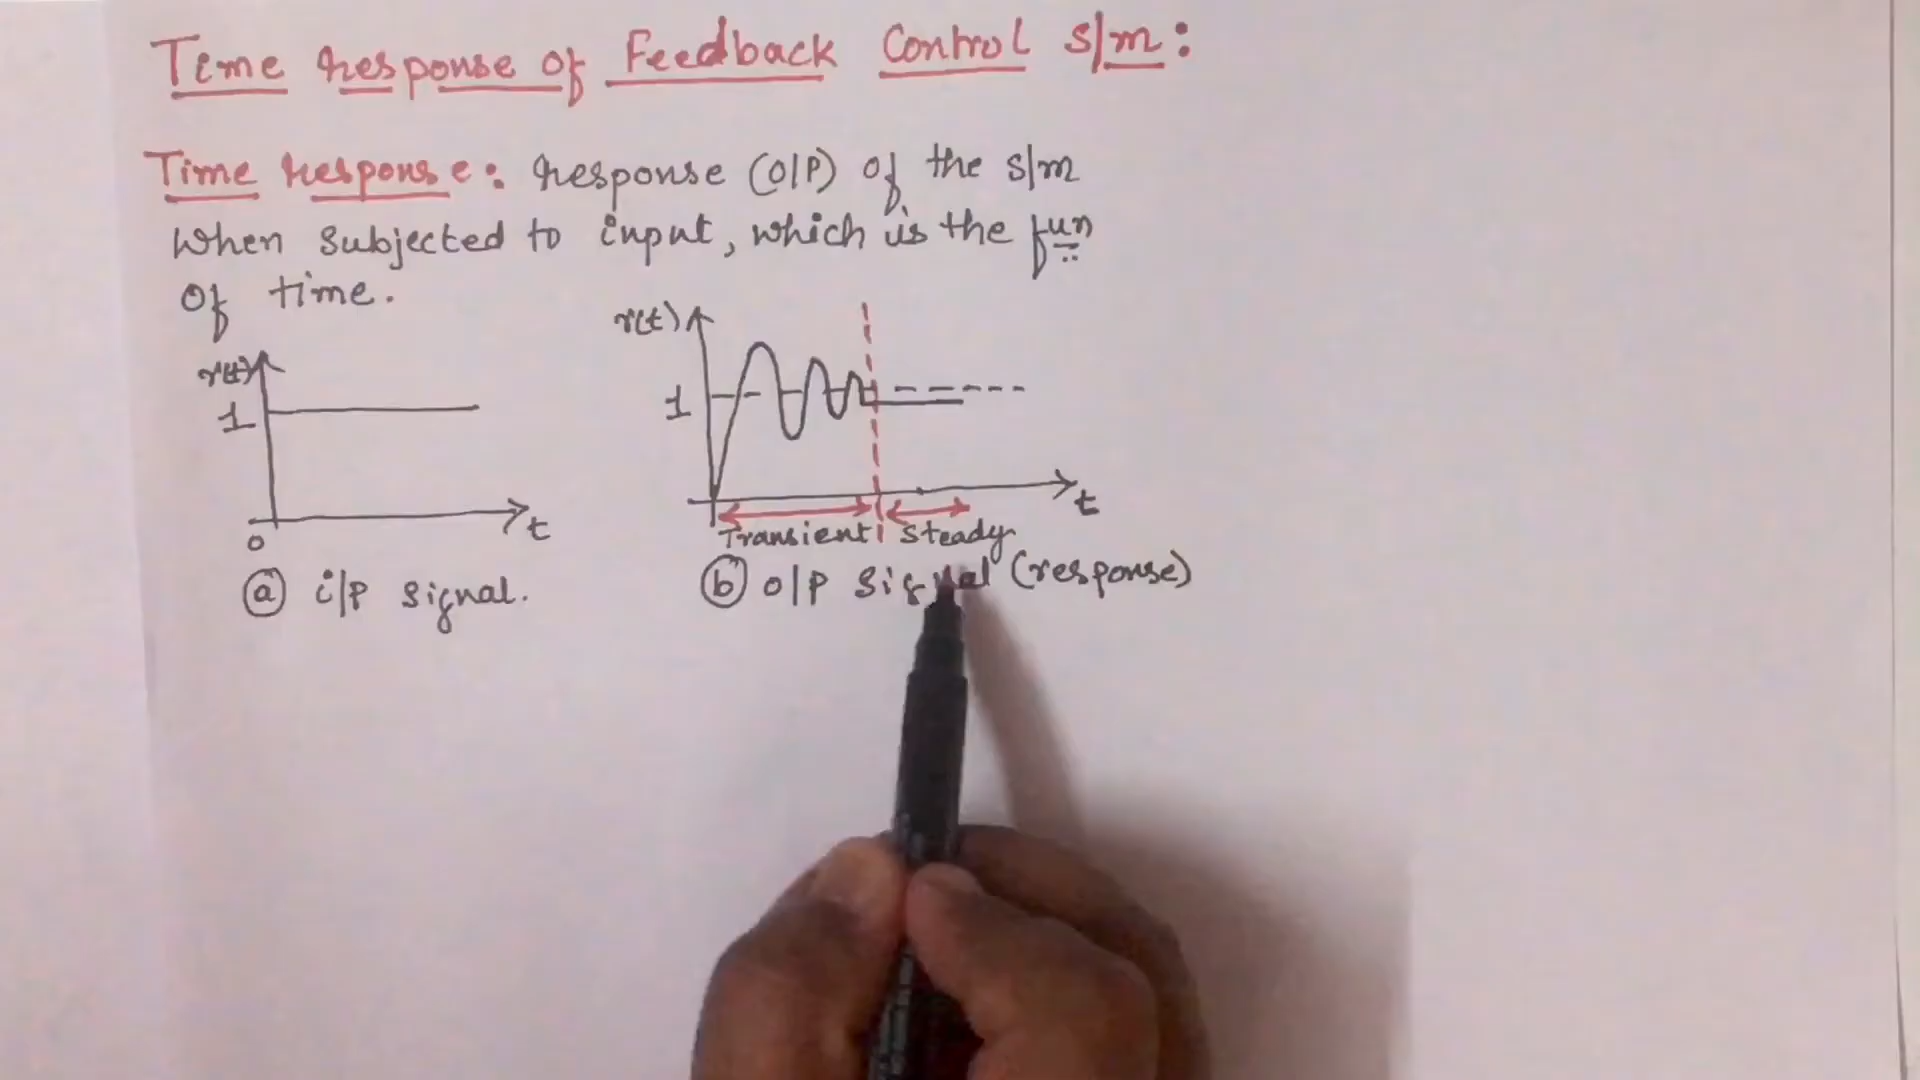 Time Response of Feedback Control s/m:
Time Response: Response (O/P) of the s/m
When subjected to input, which is the fun
of time.
r(t)
1
0
t
(a) i/p signal.
r(t)
1
t
Transient Steady
(b) o/p signal (response)